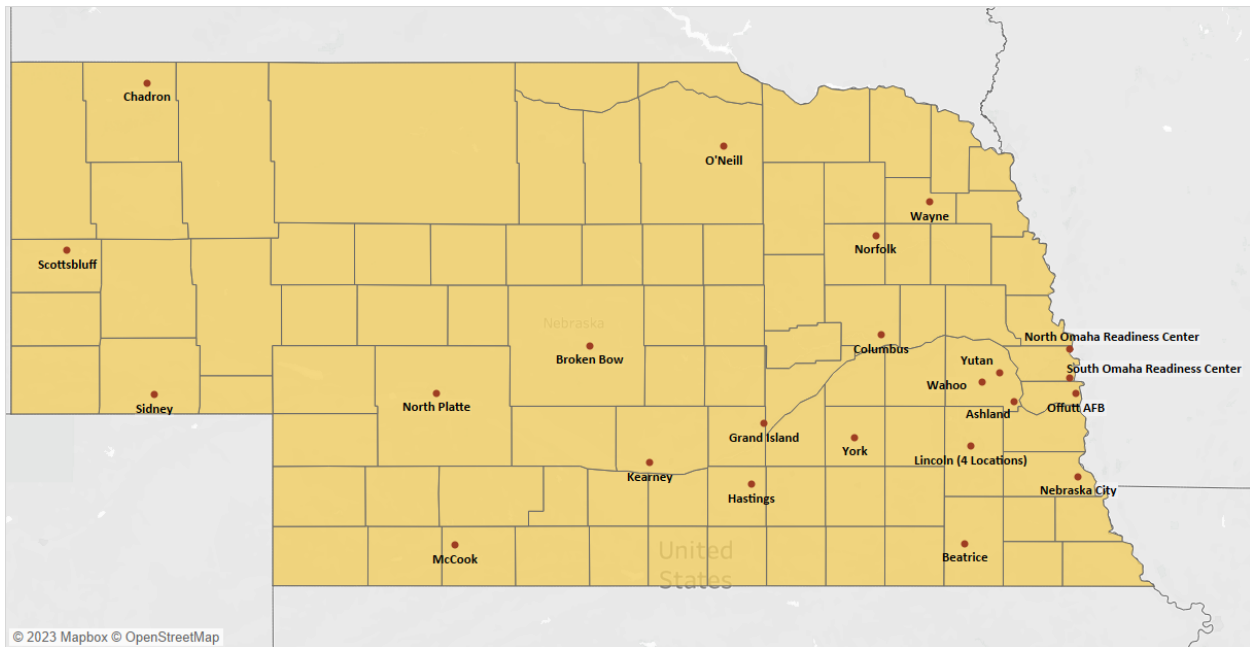 Chadron
O'Neill
Wayne
Norfolk
Scottsbluff
Nebraska
North Omaha Readiness Center
Columbus
Broken Bow
Yutan
South Omaha Readiness Center
Wahoo
North Platte
Sidney
Offutt AFB
Ashland
Grand Island
York
Lincoln (4 Locations)
Kearney
Nebraska City
Hastings
United
States
McCook
Beatrice
© 2023 Mapbox © OpenStreetMap